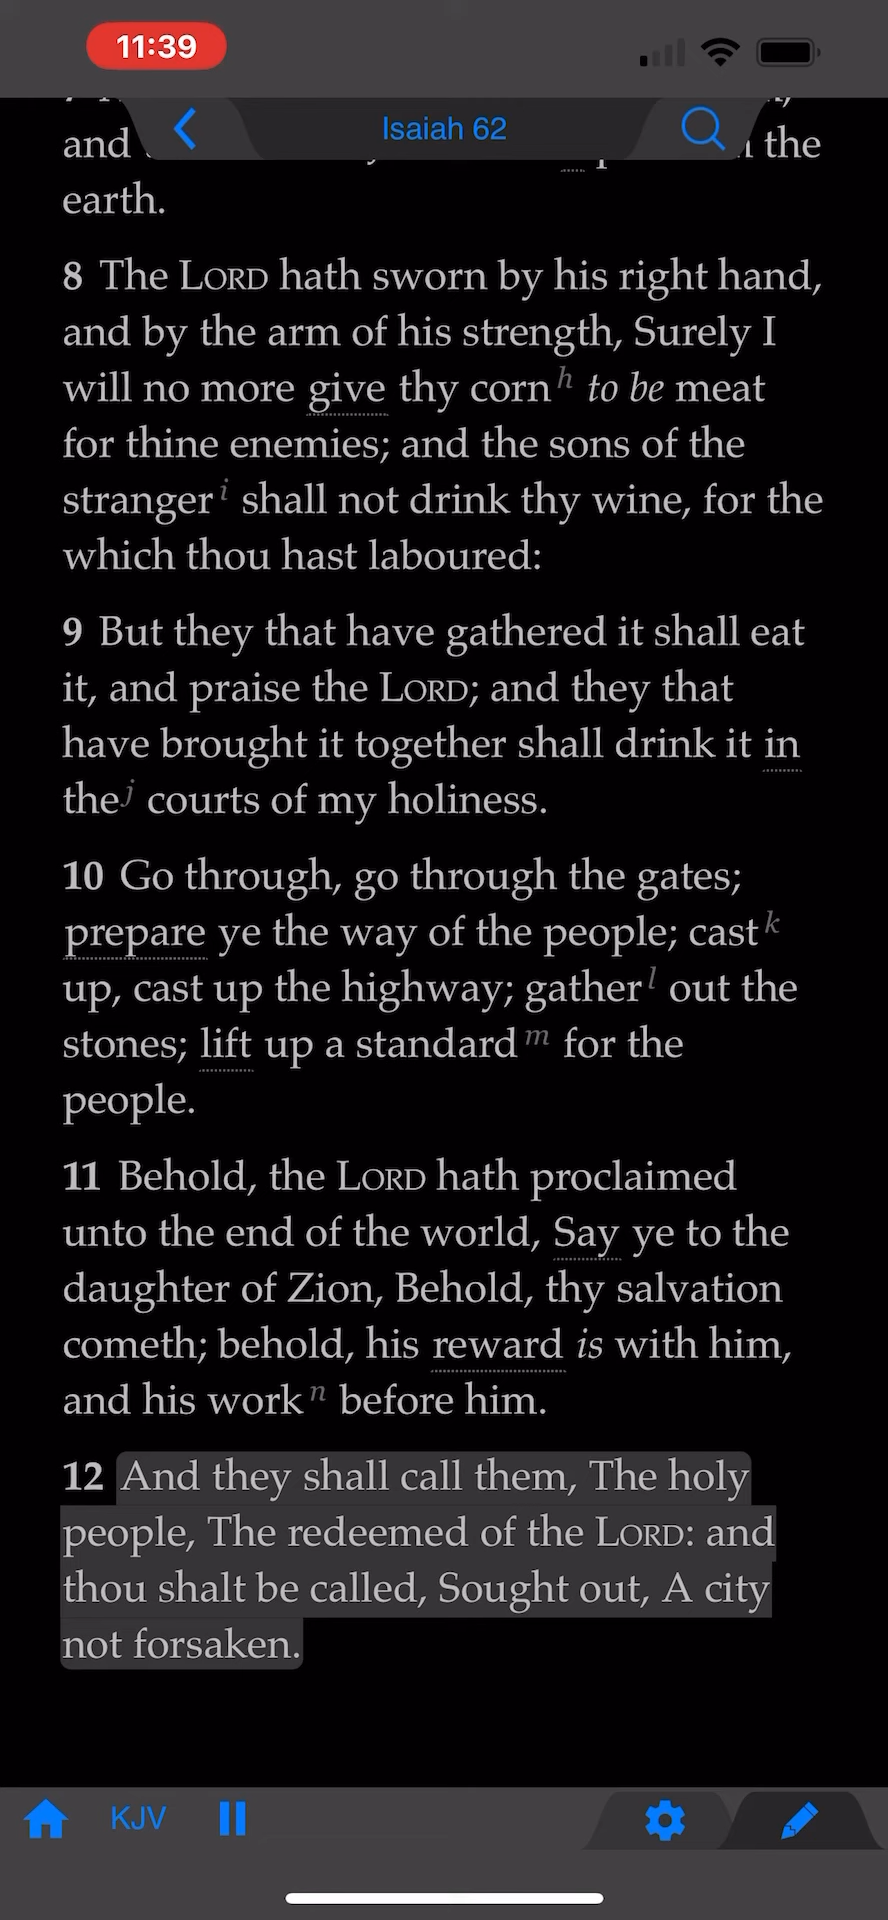 11:39
Isaiah 62
and
the
earth.
8 The LORD hath sworn by his right hand,
and by the arm of his strength, Surely I
will no more give thy corn h to be meat
for thine enemies; and the sons of the
stranger i shall not drink thy wine, for the
which thou hast laboured:
9 But they that have gathered it shall eat
it, and praise the LORD; and they that
have brought it together shall drink it in
the j courts of my holiness.
10 Go through, go through the gates;
prepare ye the way of the people; cast k
up, cast up the highway; gather l out the
stones; lift up a standard m for the
people.
11 Behold, the LORD hath proclaimed
unto the end of the world, Say ye to the
daughter of Zion, Behold, thy salvation
cometh; behold, his reward is with him,
and his work n before him.
12 And they shall call them, The holy
people, The redeemed of the LORD: and
thou shalt be called, Sought out, A city
not forsaken.
KJV